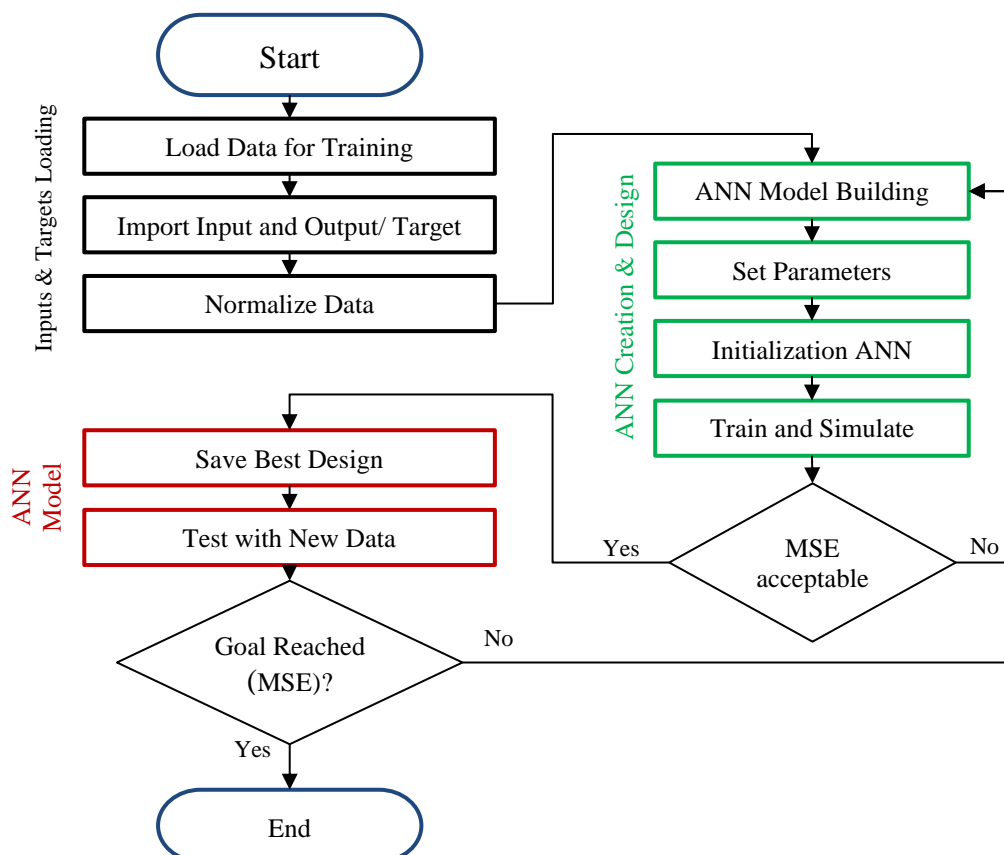 Start
Inputs & Targets Loading
Load Data for Training
Import Input and Output/ Target
Normalize Data
ANN Creation & Design
ANN Model Building
Set Parameters
Initialization ANN
Train and Simulate
MSE
acceptable
Yes
No
ANN
Model
Save Best Design
Test with New Data
Goal Reached
(MSE)?
No
Yes
End